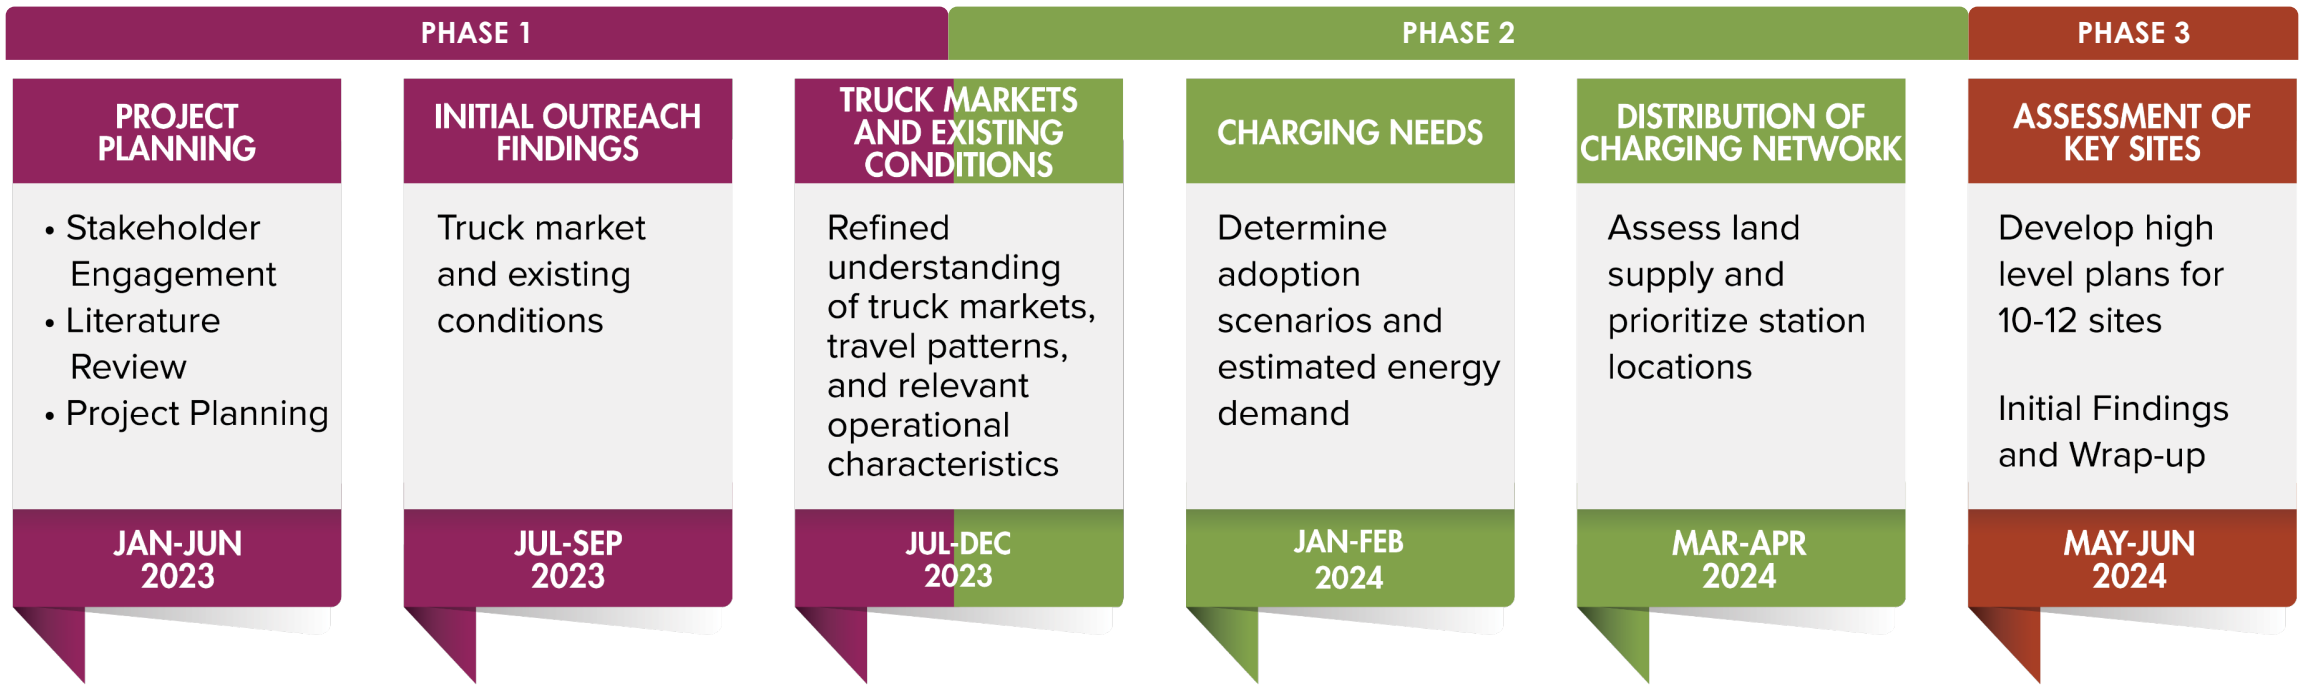 PHASE 1
PHASE 2
PHASE 3
PROJECT
PLANNING
• Stakeholder
Engagement
• Literature
Review
• Project Planning
JAN-JUN
2023
INITIAL OUTREACH
FINDINGS
Truck market
and existing
conditions
JUL-SEP
2023
TRUCK MARKETS
AND EXISTING
CONDITIONS
Refined
understanding
of truck markets,
travel patterns,
and relevant
operational
characteristics
JUL-DEC
2023
CHARGING NEEDS
Determine
adoption
scenarios and
estimated energy
demand
JAN-FEB
2024
DISTRIBUTION OF
CHARGING NETWORK
Assess land
supply and
prioritize station
locations
MAR-APR
2024
ASSESSMENT OF
KEY SITES
Develop high
level plans for
10-12 sites
Initial Findings
and Wrap-up
MAY-JUN
2024